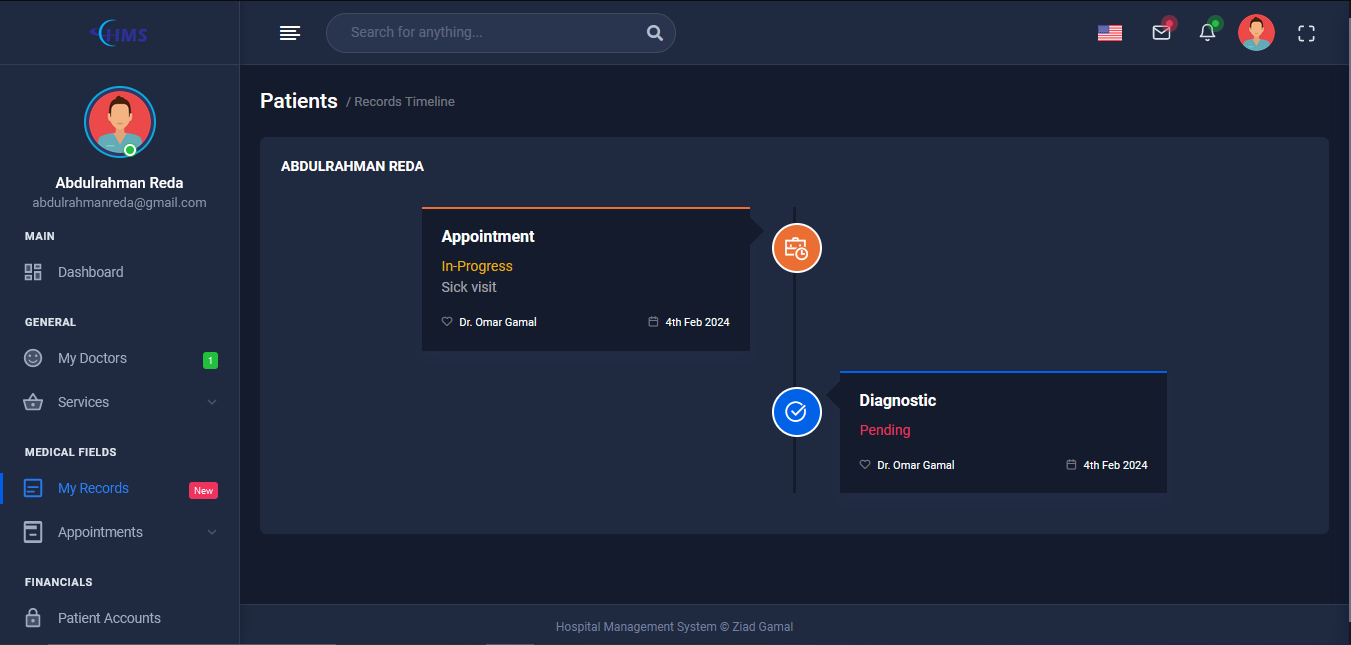 HMS
Search for anything...
Abdulrahman Reda
abdulrahmanreda@gmail.com
MAIN
Dashboard
GENERAL
My Doctors
1
Services
MEDICAL FIELDS
My Records
New
Appointments
FINANCIALS
Patient Accounts
Patients / Records Timeline
ABDULRAHMAN REDA
Appointment
In-Progress
Sick visit
Dr. Omar Gamal 4th Feb 2024
Diagnostic
Pending
Dr. Omar Gamal 4th Feb 2024
Hospital Management System © Ziad Gamal